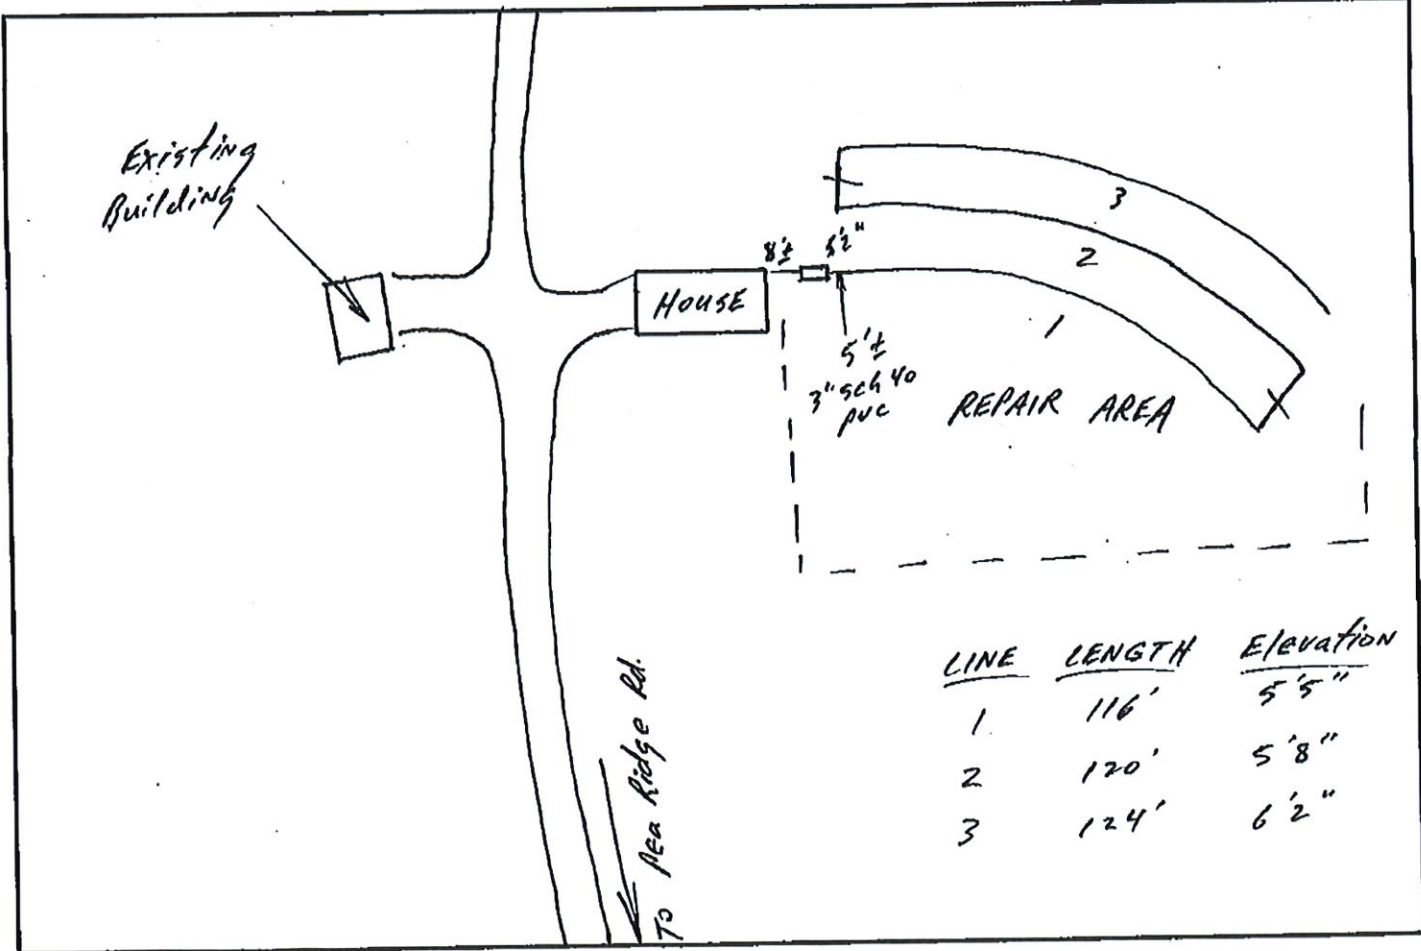 Existing
Building
HOUSE
8'±
5'2"
5'±
3" sch 40
pvc
3
2
1
REPAIR AREA
To Pea Ridge Rd.
LINE LENGTH Elevation
1 116' 5'5"
2 120' 5'8"
3 124' 6'2"